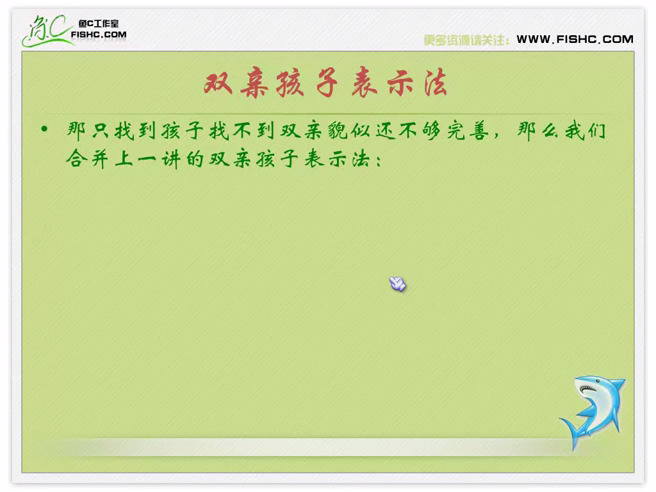 鱼C
鱼C工作室
FISHC.COM
更多资源请关注：WWW.FISHC.COM
双亲孩子表示法
• 那只找到孩子找不到双亲貌似还不够完善，那么我们
合并上一讲的双亲孩子表示法：